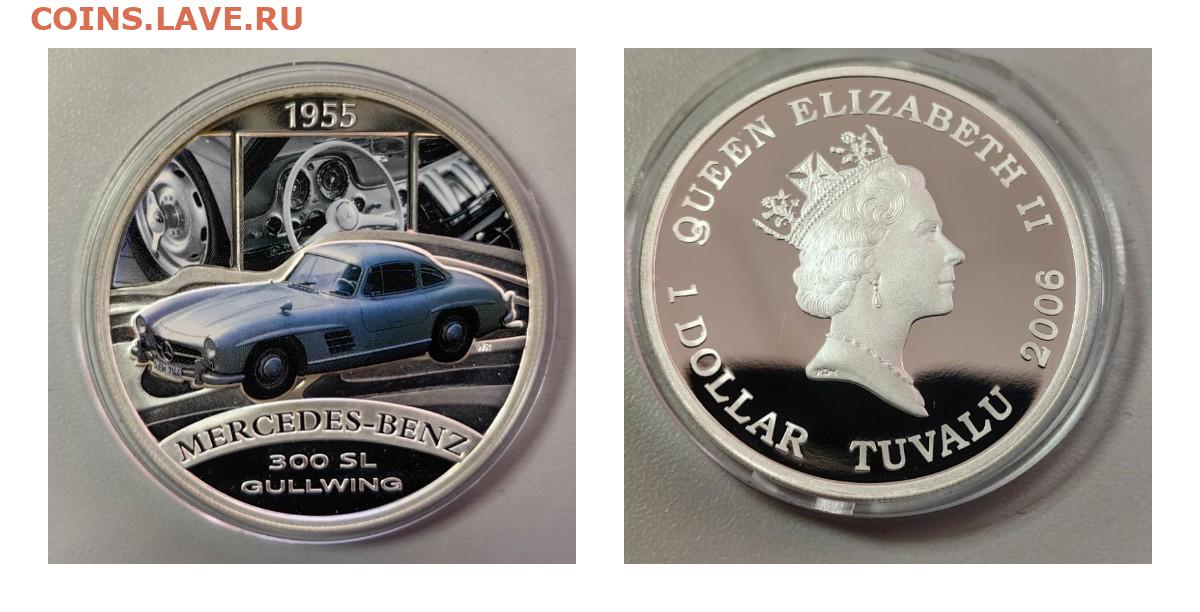 COINS.LAVE.RU
1955
MERCEDES-BENZ
300 SL
GULLWING
QUEEN ELIZABETH II
1 DOLLAR TUVALU 2006